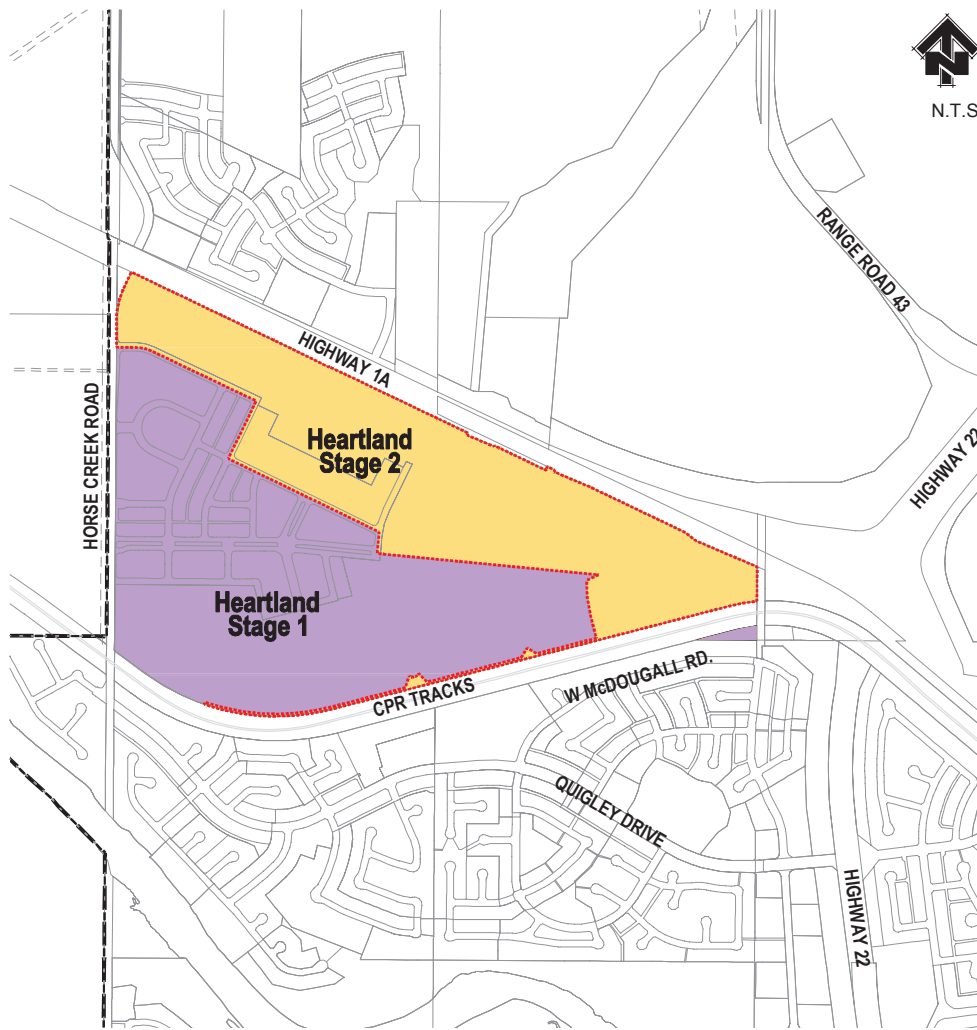 N
N.T.S
RANGE ROAD 43
HIGHWAY 1A
HIGHWAY 22
HORSE CREEK ROAD
Heartland
Stage 2
Heartland
Stage 1
W McDOUGALL RD.
CPR TRACKS
QUIGLEY DRIVE
HIGHWAY 22